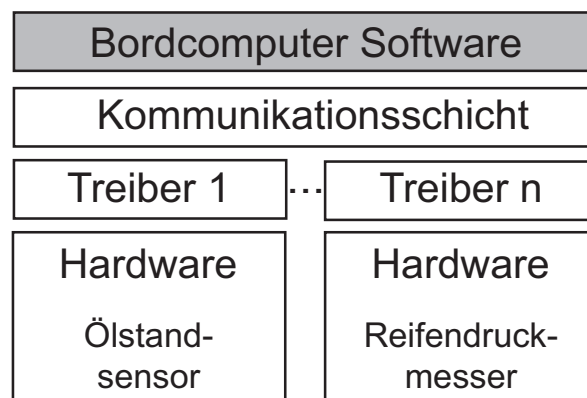 Bordcomputer Software
Kommunikationsschicht
Treiber 1 ... Treiber n
Hardware Hardware
Ölstand- Reifendruck-
sensor messer